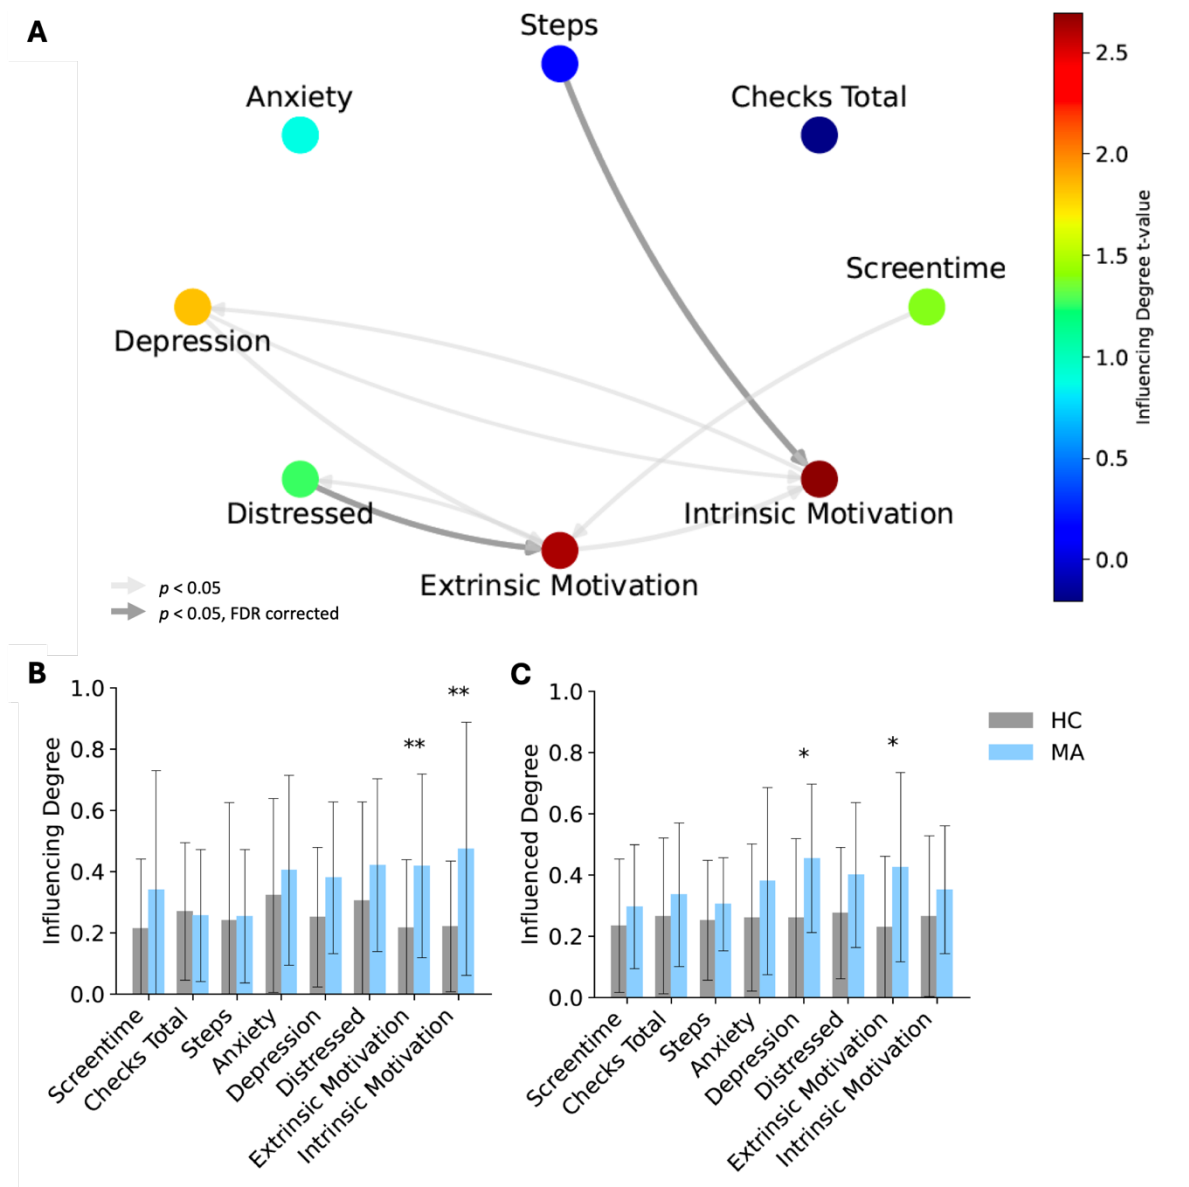 A
Steps
Anxiety
Checks Total
Screentime
Depression
Distressed
Intrinsic Motivation
Extrinsic Motivation
p < 0.05
p < 0.05, FDR corrected
2.5
2.0
1.5
1.0
0.5
0.0
Influencing Degree t-value
B
**
**
1.0
0.8
0.6
0.4
0.2
0.0
Influencing Degree
Screentime
Checks Total
Steps
Anxiety
Depression
Distressed
Extrinsic Motivation
Intrinsic Motivation
C
*
*
1.0
0.8
0.6
0.4
0.2
0.0
Influenced Degree
Screentime
Checks Total
Steps
Anxiety
Depression
Distressed
Extrinsic Motivation
Intrinsic Motivation
HC
MA